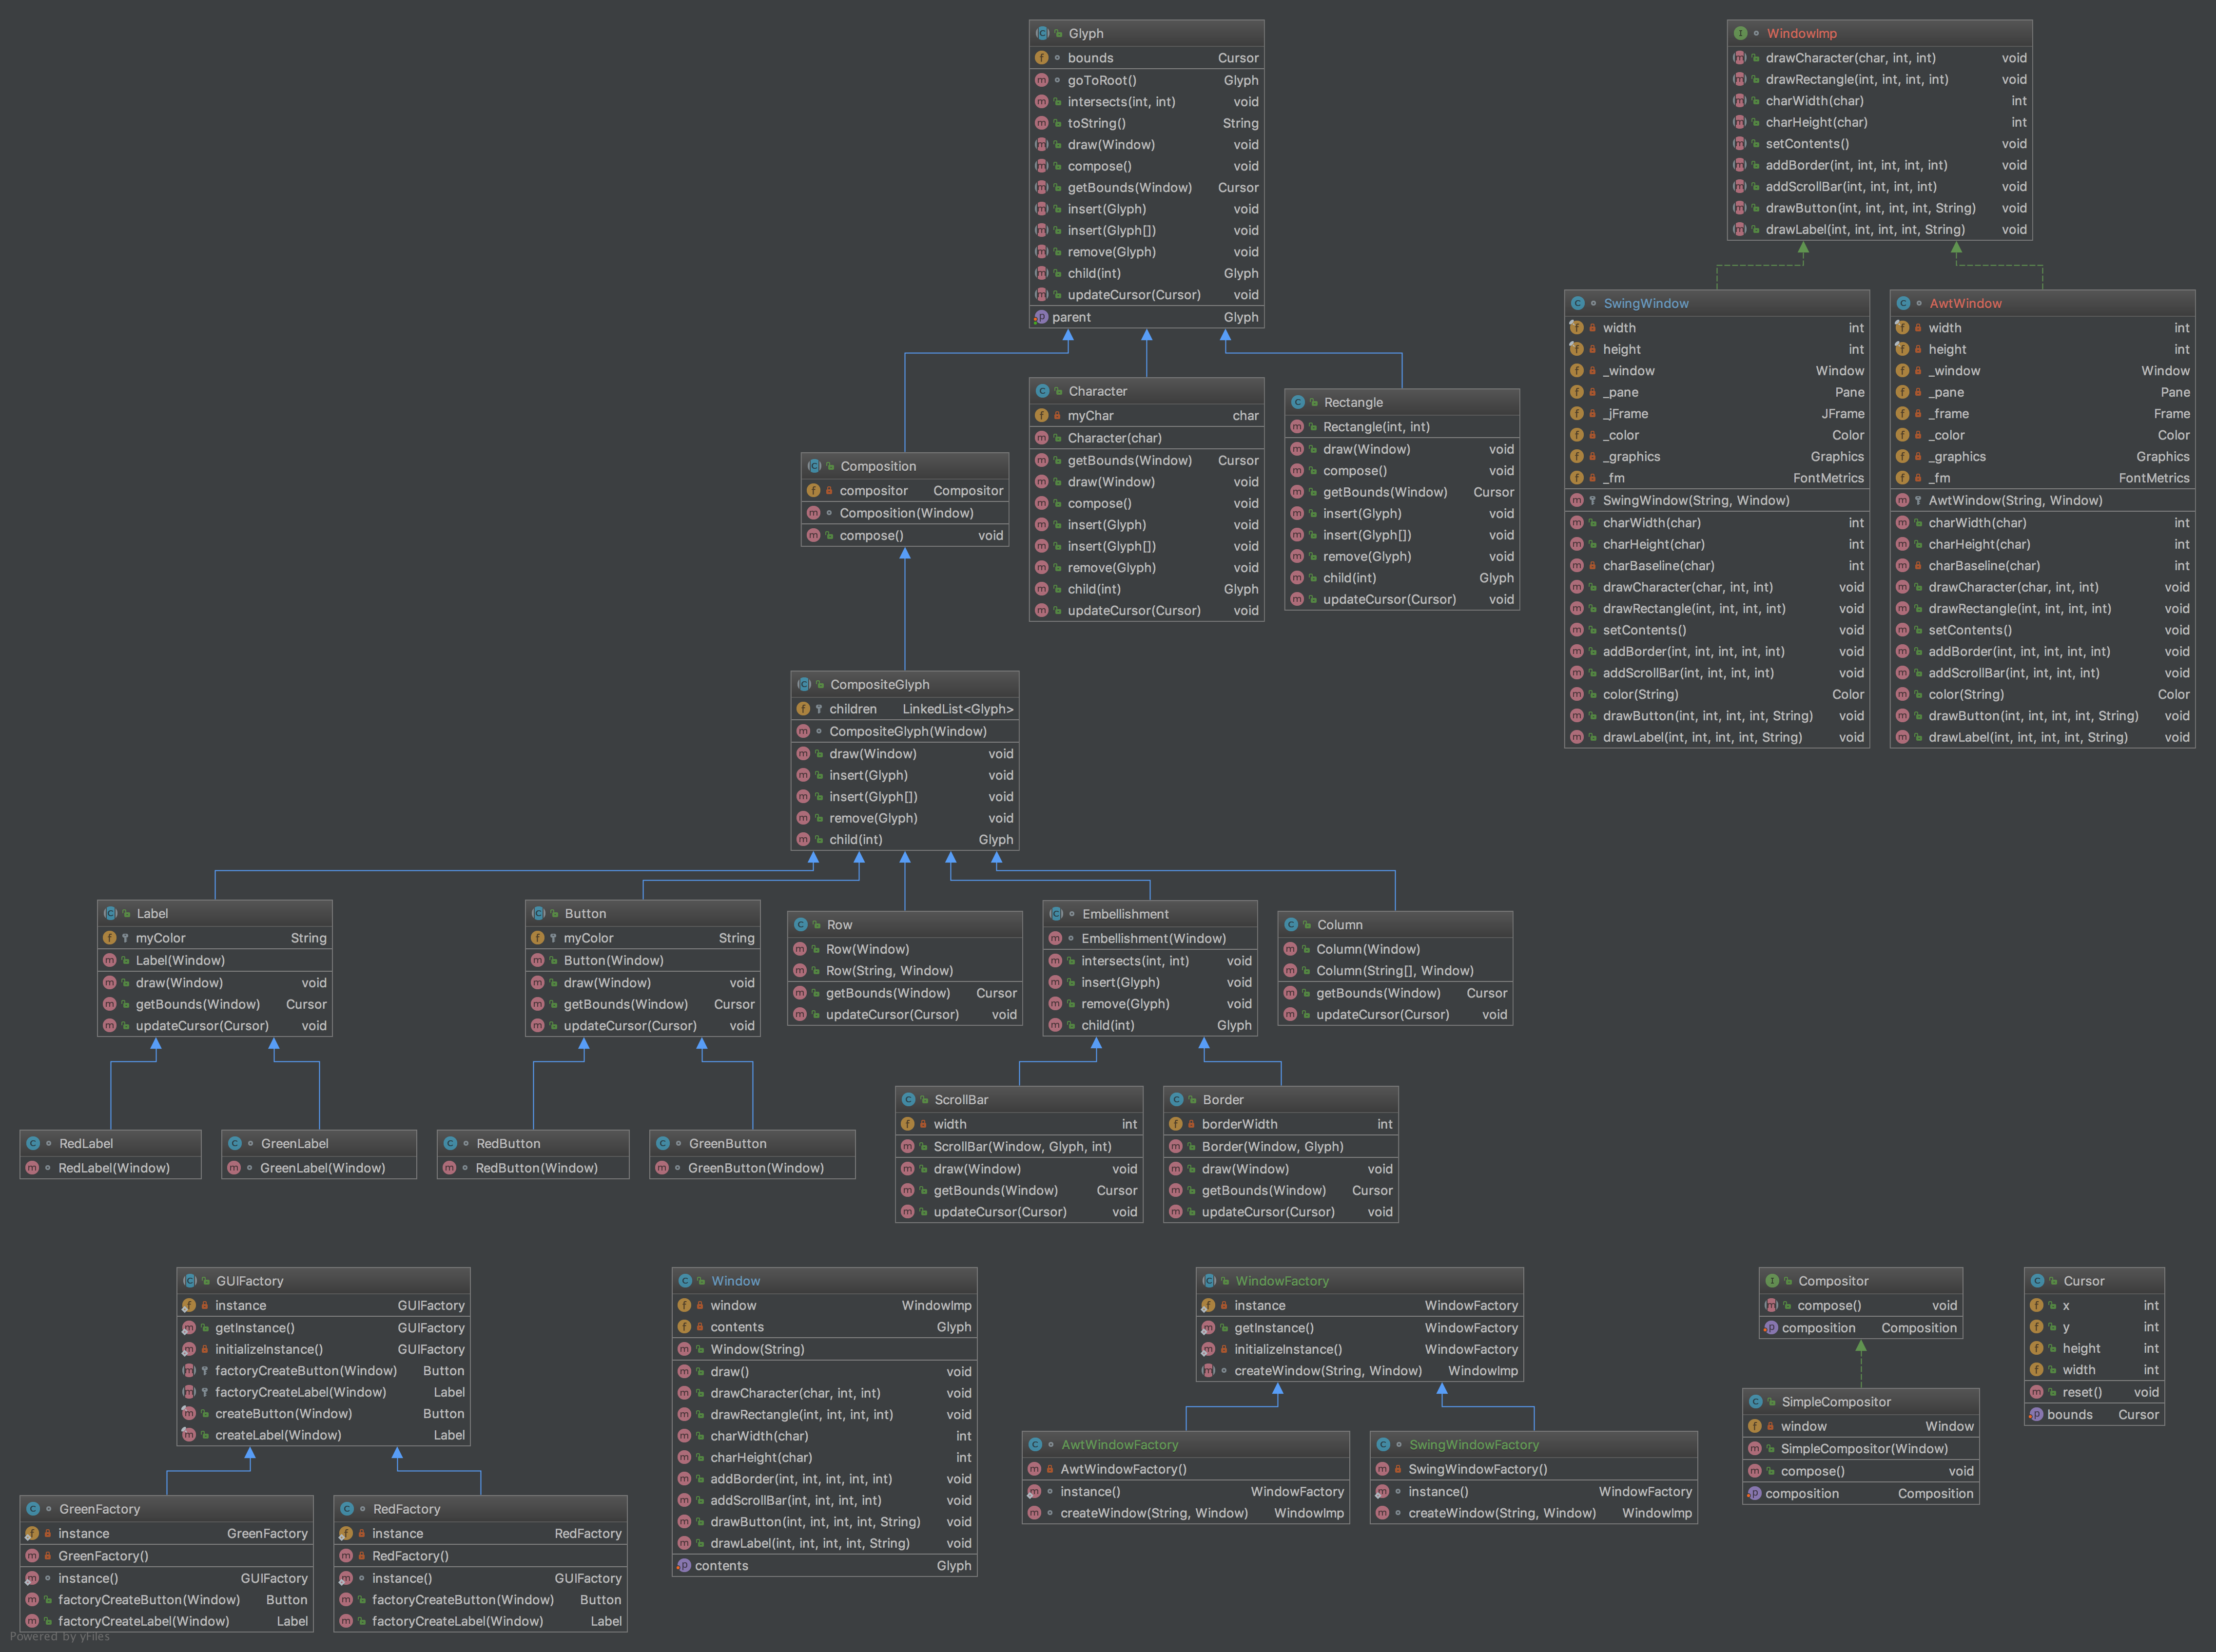 Glyph
bounds Cursor
goToRoot() Glyph
intersects(int, int) void
toString() String
draw(Window) void
compose() void
getBounds(Window) Cursor
insert(Glyph) void
insert(Glyph[]) void
remove(Glyph) void
child(int) Glyph
updateCursor(Cursor) void
parent Glyph
WindowImp
drawCharacter(char, int, int) void
drawRectangle(int, int, int, int) void
charWidth(char) int
charHeight(char) int
setContents() void
addBorder(int, int, int, int, int) void
addScrollBar(int, int, int, int) void
drawButton(int, int, int, int, String) void
drawLabel(int, int, int, int, String) void
SwingWindow
width int
height int
_window Window
_pane Pane
_jFrame JFrame
_color Color
_graphics Graphics
_fm FontMetrics
SwingWindow(String, Window)
charWidth(char) int
charHeight(char) int
charBaseline(char) int
drawCharacter(char, int, int) void
drawRectangle(int, int, int, int) void
setContents() void
addBorder(int, int, int, int, int) void
addScrollBar(int, int, int, int) void
color(String) Color
drawButton(int, int, int, int, String) void
drawLabel(int, int, int, int, String) void
AwtWindow
width int
height int
_window Window
_pane Pane
_frame Frame
_color Color
_graphics Graphics
_fm FontMetrics
AwtWindow(String, Window)
charWidth(char) int
charHeight(char) int
charBaseline(char) int
drawCharacter(char, int, int) void
drawRectangle(int, int, int, int) void
setContents() void
addBorder(int, int, int, int, int) void
addScrollBar(int, int, int, int) void
color(String) Color
drawButton(int, int, int, int, String) void
drawLabel(int, int, int, int, String) void
Character
myChar char
Character(char)
getBounds(Window) Cursor
draw(Window) void
compose() void
insert(Glyph) void
insert(Glyph[]) void
remove(Glyph) void
child(int) Glyph
updateCursor(Cursor) void
Rectangle
Rectangle(int, int)
draw(Window) void
compose() void
getBounds(Window) Cursor
insert(Glyph) void
insert(Glyph[]) void
remove(Glyph) void
child(int) Glyph
updateCursor(Cursor) void
Composition
compositor Compositor
Composition(Window)
compose() void
CompositeGlyph
children LinkedList<Glyph>
CompositeGlyph(Window)
draw(Window) void
insert(Glyph) void
insert(Glyph[]) void
remove(Glyph) void
child(int) Glyph
Label
myColor String
Label(Window)
draw(Window) void
getBounds(Window) Cursor
updateCursor(Cursor) void
Button
myColor String
Button(Window)
draw(Window) void
getBounds(Window) Cursor
updateCursor(Cursor) void
Row
Row(Window)
Row(String, Window)
getBounds(Window) Cursor
updateCursor(Cursor) void
Embellishment
Embellishment(Window)
intersects(int, int) void
insert(Glyph) void
remove(Glyph) void
child(int) Glyph
Column
Column(Window)
Column(String[], Window)
getBounds(Window) Cursor
updateCursor(Cursor) void
RedLabel
RedLabel(Window)
GreenLabel
GreenLabel(Window)
RedButton
RedButton(Window)
GreenButton
GreenButton(Window)
ScrollBar
width int
ScrollBar(Window, Glyph, int)
draw(Window) void
getBounds(Window) Cursor
updateCursor(Cursor) void
Border
borderWidth int
Border(Window, Glyph)
draw(Window) void
getBounds(Window) Cursor
updateCursor(Cursor) void
GUIFactory
instance GUIFactory
getInstance() GUIFactory
initializeInstance() GUIFactory
factoryCreateButton(Window) Button
factoryCreateLabel(Window) Label
createButton(Window) Button
createLabel(Window) Label
GreenFactory
instance GreenFactory
GreenFactory()
instance() GUIFactory
factoryCreateButton(Window) Button
factoryCreateLabel(Window) Label
RedFactory
instance RedFactory
RedFactory()
instance() GUIFactory
factoryCreateButton(Window) Button
factoryCreateLabel(Window) Label
Window
window WindowImp
contents Glyph
Window(String)
draw() void
drawCharacter(char, int, int) void
drawRectangle(int, int, int, int) void
charWidth(char) int
charHeight(char) int
addBorder(int, int, int, int, int) void
addScrollBar(int, int, int, int) void
drawButton(int, int, int, int, String) void
drawLabel(int, int, int, int, String) void
contents Glyph
WindowFactory
instance WindowFactory
getInstance() WindowFactory
initializeInstance() WindowFactory
createWindow(String, Window) WindowImp
AwtWindowFactory
AwtWindowFactory()
instance() WindowFactory
createWindow(String, Window) WindowImp
SwingWindowFactory
SwingWindowFactory()
instance() WindowFactory
createWindow(String, Window) WindowImp
Compositor
compose() void
composition Composition
SimpleCompositor
window Window
SimpleCompositor(Window)
compose() void
composition Composition
Cursor
x int
y int
height int
width int
reset() void
bounds Cursor
Powered by yFiles